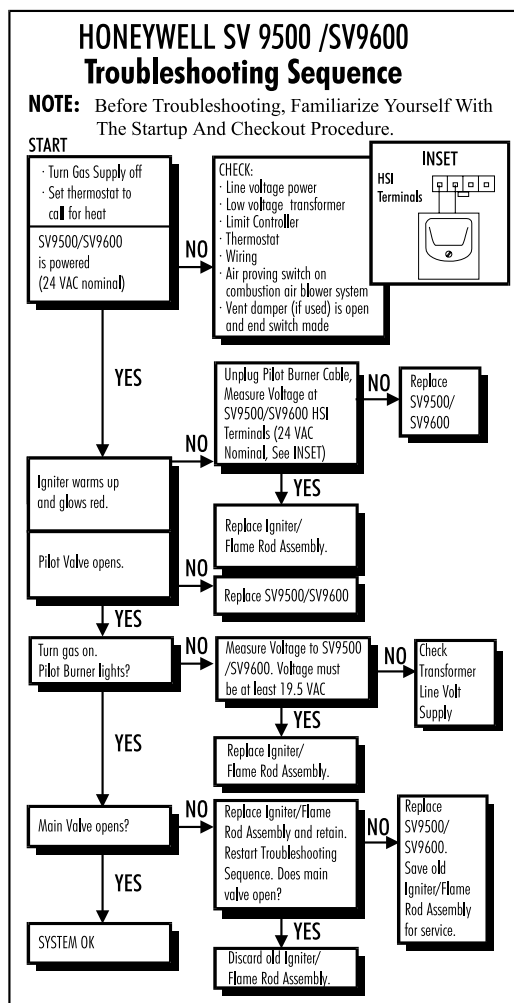 HONEYWELL SV 9500 /SV9600
Troubleshooting Sequence
NOTE: Before Troubleshooting, Familiarize Yourself With
The Startup And Checkout Procedure.
START
· Turn Gas Supply off
· Set thermostat to
call for heat
SV9500/SV9600
is powered
(24 VAC nominal)
NO
CHECK:
· Line voltage power
· Low voltage transformer
· Limit Controller
· Thermostat
· Wiring
· Air proving switch on
combustion air blower system
· Vent damper (if used) is open
and end switch made
INSET
HSI
Terminals
YES
Igniter warms up
and glows red.
NO
Unplug Pilot Burner Cable,
Measure Voltage at
SV9500/SV9600 HSI
Terminals (24 VAC
Nominal, See INSET)
NO
Replace
SV9500/
SV9600
YES
Replace Igniter/
Flame Rod Assembly.
Pilot Valve opens.
NO
Replace SV9500/SV9600
YES
Turn gas on.
Pilot Burner lights?
NO
Measure Voltage to SV9500
/SV9600. Voltage must
be at least 19.5 VAC
NO
Check
Transformer
Line Volt
Supply
YES
Replace Igniter/
Flame Rod Assembly.
YES
Main Valve opens?
NO
Replace Igniter/Flame
Rod Assembly and retain.
Restart Troubleshooting
Sequence. Does main
valve open?
NO
Replace
SV9500/
SV9600.
Save old
Igniter/Flame
Rod Assembly
for service.
YES
Discard old Igniter/
Flame Rod Assembly.
YES
SYSTEM OK